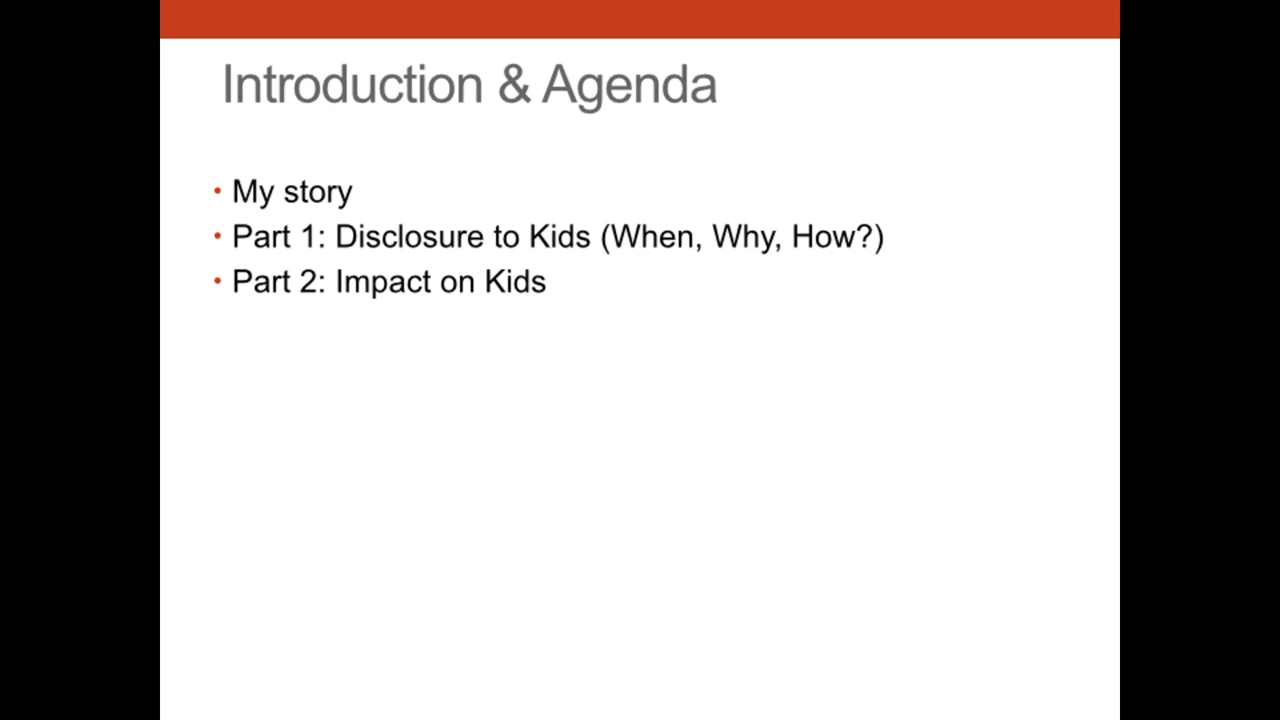 Introduction & Agenda
• My story
• Part 1: Disclosure to Kids (When, Why, How?)
• Part 2: Impact on Kids